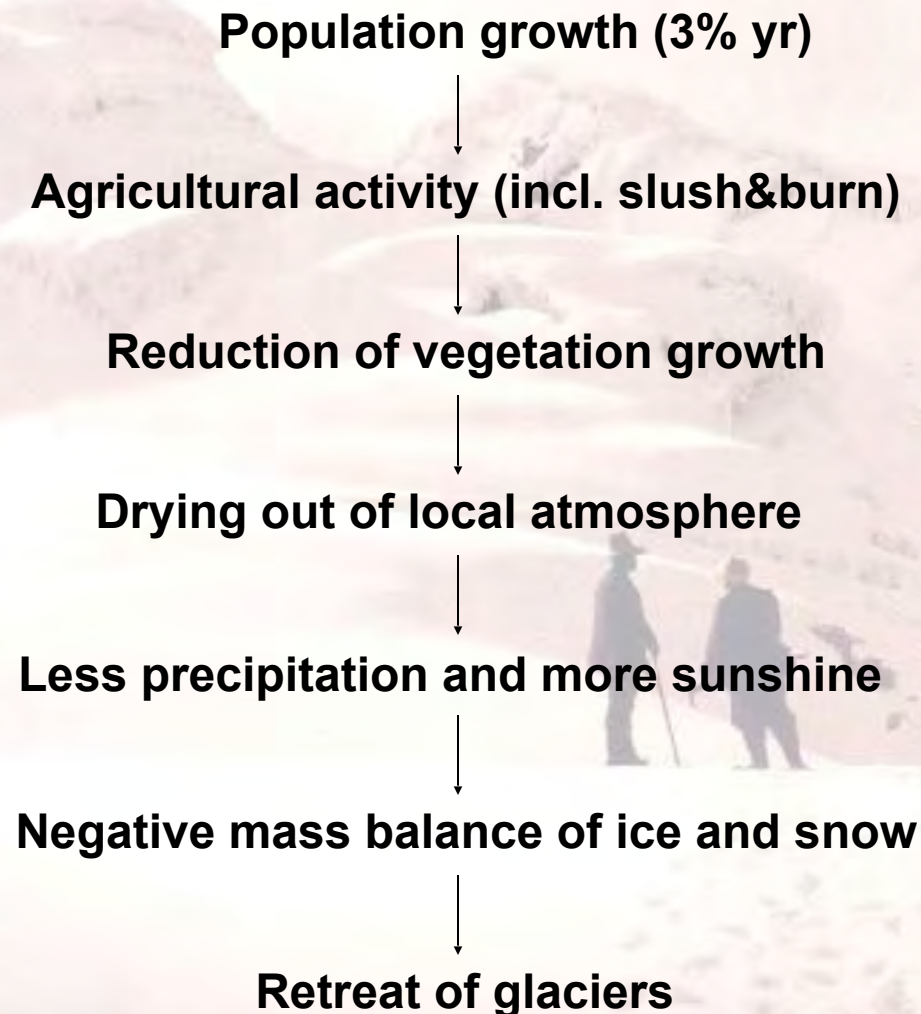 Population growth (3% yr)
Agricultural activity (incl. slush&burn)
Reduction of vegetation growth
Drying out of local atmosphere
Less precipitation and more sunshine
Negative mass balance of ice and snow
Retreat of glaciers